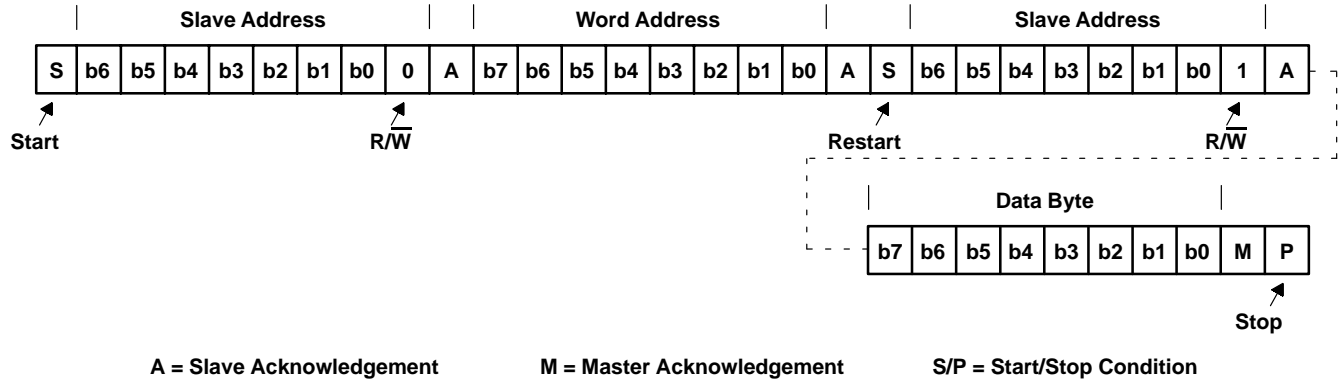 Slave Address Word Address Slave Address
S b6 b5 b4 b3 b2 b1 b0 0 A b7 b6 b5 b4 b3 b2 b1 b0 A S b6 b5 b4 b3 b2 b1 b0 1 A
Start R/W̅ Restart R/W̅
Data Byte
b7 b6 b5 b4 b3 b2 b1 b0 M P
Stop
A = Slave Acknowledgement M = Master Acknowledgement S/P = Start/Stop Condition